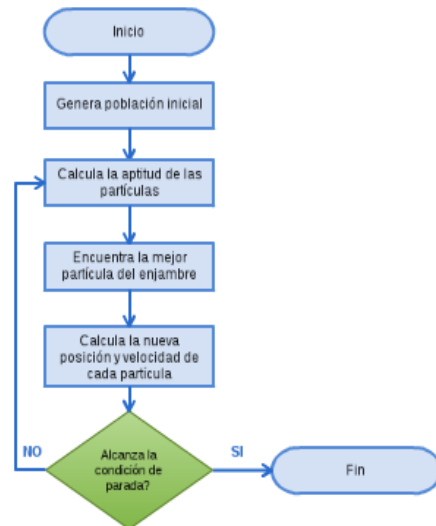 Inicio
Genera población inicial
Calcula la aptitud de las
partículas
Encuentra la mejor
partícula del enjambre
Calcula la nueva
posición y velocidad de
cada partícula
Alcanza la
condición de
parada?
NO
SI
Fin